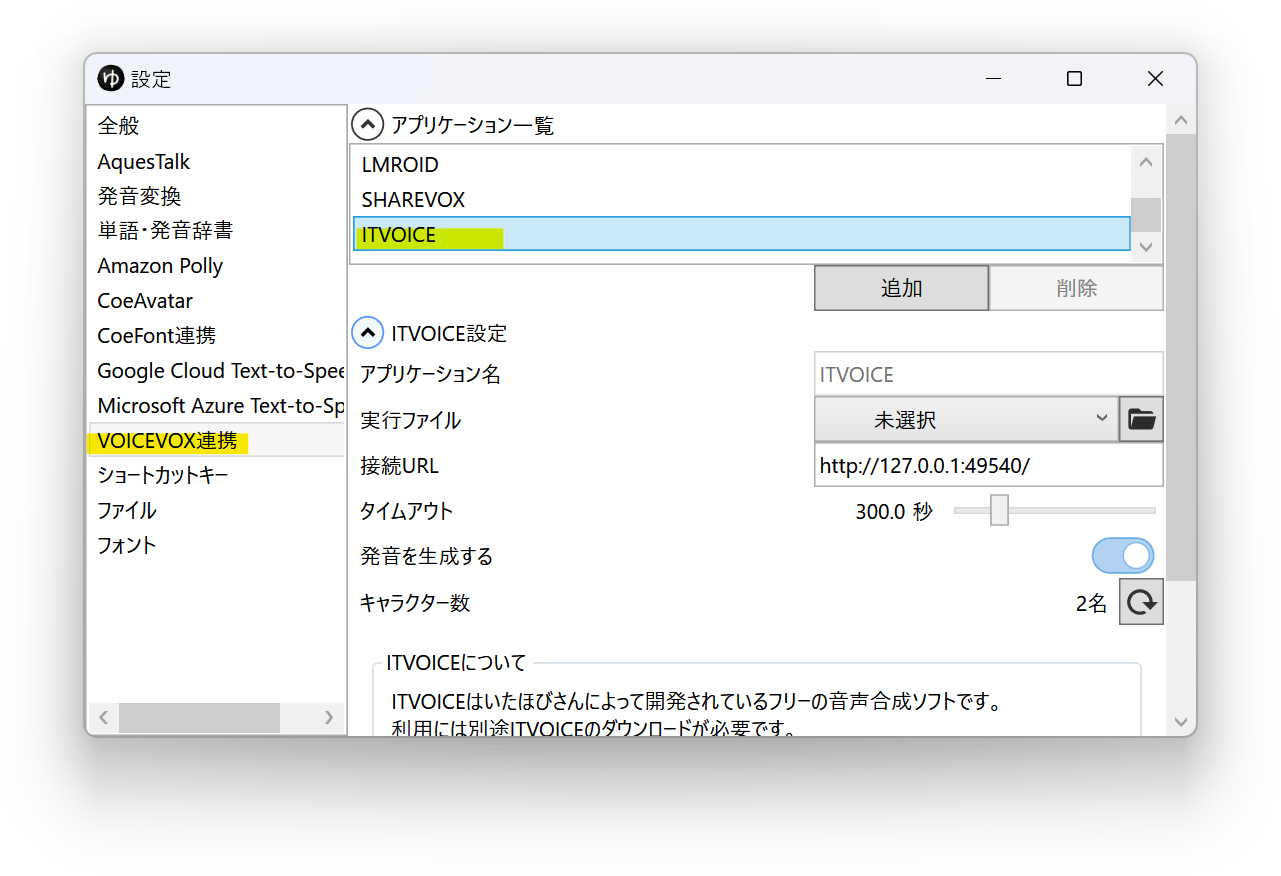 ゆ 設定
全般
AquesTalk
発音変換
単語・発音辞書
Amazon Polly
CoeAvatar
CoeFont連携
Google Cloud Text-to-Spee
Microsoft Azure Text-to-Sp
VOICEVOX連携
ショートカットキー
ファイル
フォント
アプリケーション一覧
LMROID
SHAREVOX
ITVOICE
追加 削除
ITVOICE設定
アプリケーション名 ITVOICE
実行ファイル 未選択
接続URL http://127.0.0.1:49540/
タイムアウト 300.0 秒
発音を生成する
キャラクター数 2名
ITVOICEについて
ITVOICEはいたほびさんによって開発されているフリーの音声合成ソフトです。
利用には別途ITVOICEのダウンロードが必要です。